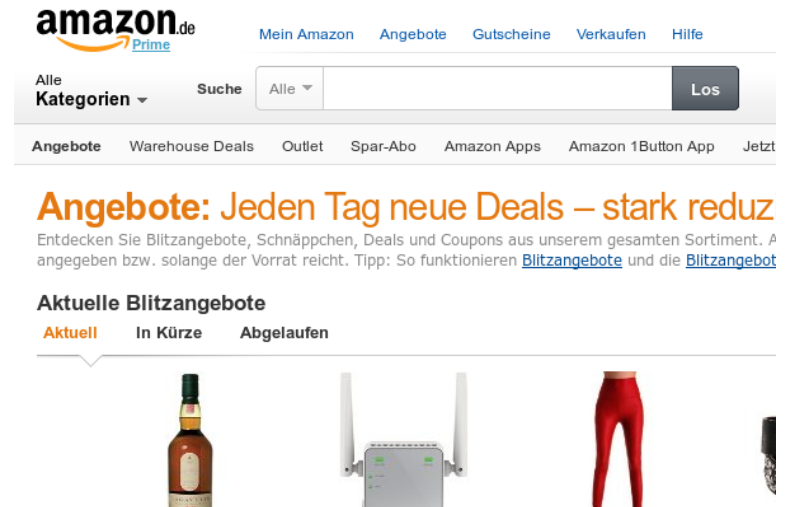 amazon.de
Prime
Mein Amazon Angebote Gutscheine Verkaufen Hilfe
Alle
Kategorien
Suche Alle Los
Angebote Warehouse Deals Outlet Spar-Abo Amazon Apps Amazon 1Button App Jetzt
Angebote: Jeden Tag neue Deals – stark reduz
Entdecken Sie Blitzangebote, Schnäppchen, Deals und Coupons aus unserem gesamten Sortiment. A
angegeben bzw. solange der Vorrat reicht. Tipp: So funktionieren Blitzangebote und die Blitzangebot
Aktuelle Blitzangebote
Aktuell In Kürze Abgelaufen